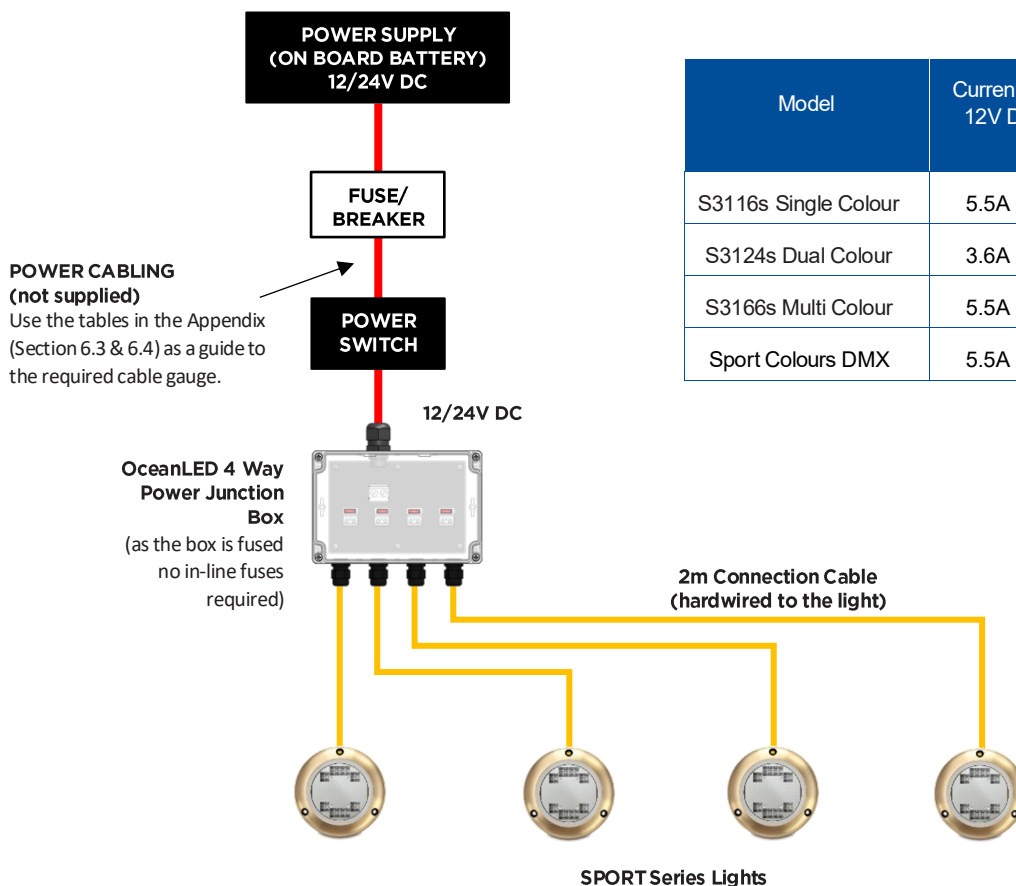 POWER SUPPLY
(ON BOARD BATTERY)
12/24V DC
FUSE/
BREAKER
POWER CABLING
(not supplied)
Use the tables in the Appendix
(Section 6.3 & 6.4) as a guide to
the required cable gauge.
POWER
SWITCH
12/24V DC
OceanLED 4 Way
Power Junction
Box
(as the box is fused
no in-line fuses
required)
2m Connection Cable
(hardwired to the light)
SPORT Series Lights
Model
Curren
12V D
S3116s Single Colour 5.5A
S3124s Dual Colour 3.6A
S3166s Multi Colour 5.5A
Sport Colours DMX 5.5A